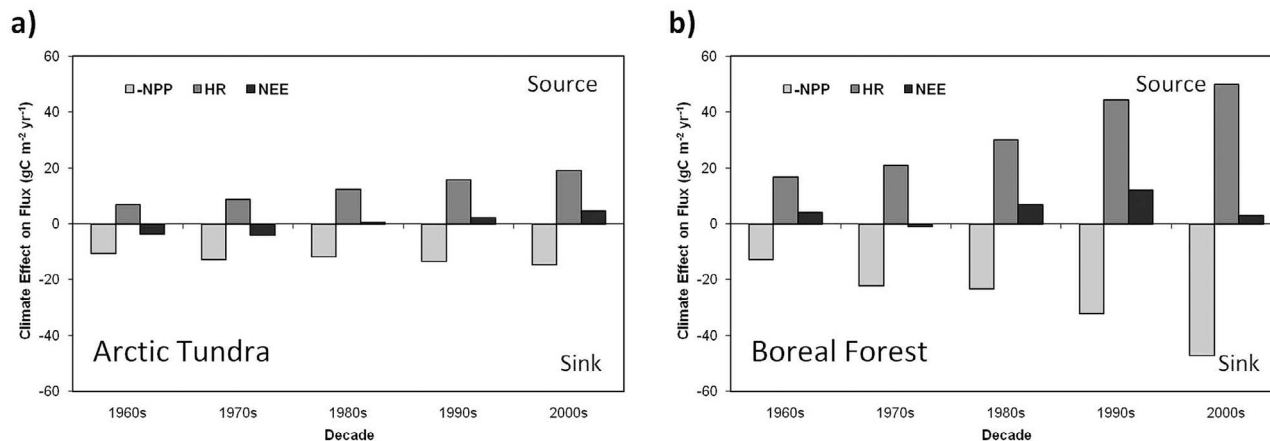 a)
Climate Effect on Flux (gC m⁻² yr⁻¹)
60
40
20
0
-20
-40
-60
-NPP HR NEE
Source
Arctic Tundra
Sink
1960s 1970s 1980s 1990s 2000s
Decade
b)
Climate Effect on Flux (gC m⁻² yr⁻¹)
60
40
20
0
-20
-40
-60
-NPP HR NEE
Source
Boreal Forest
Sink
1960s 1970s 1980s 1990s 2000s
Decade